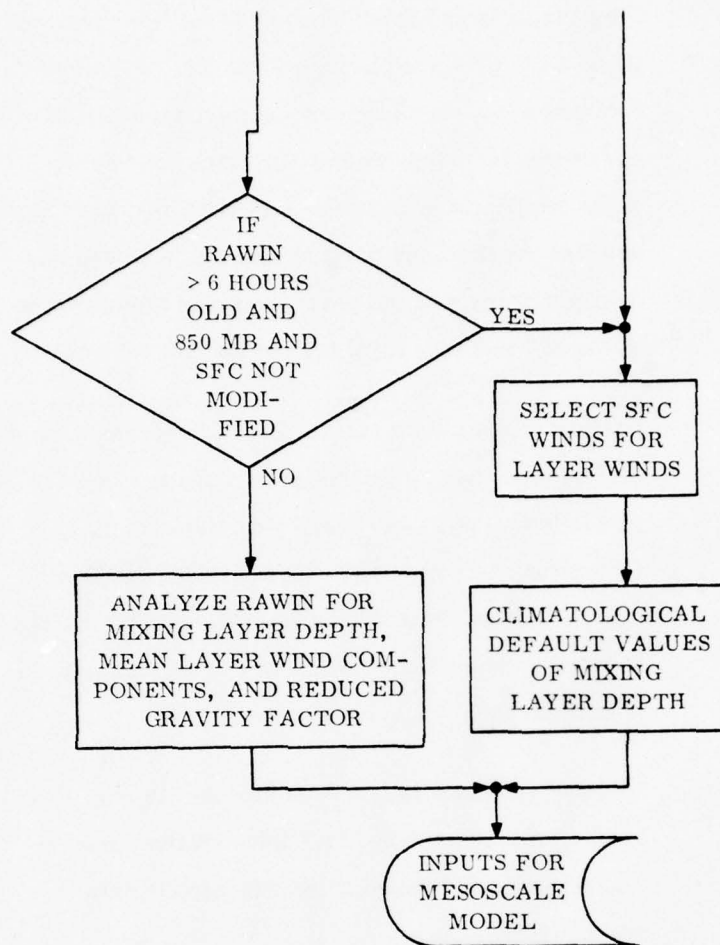 IF
RAWIN
> 6 HOURS
OLD AND
850 MB AND
SFC NOT
MODI-
FIED
YES
NO
SELECT SFC
WINDS FOR
LAYER WINDS
ANALYZE RAWIN FOR
MIXING LAYER DEPTH,
MEAN LAYER WIND COM-
PONENTS, AND REDUCED
GRAVITY FACTOR
CLIMATOLOGICAL
DEFAULT VALUES
OF MIXING
LAYER DEPTH
INPUTS FOR
MESOSCALE
MODEL